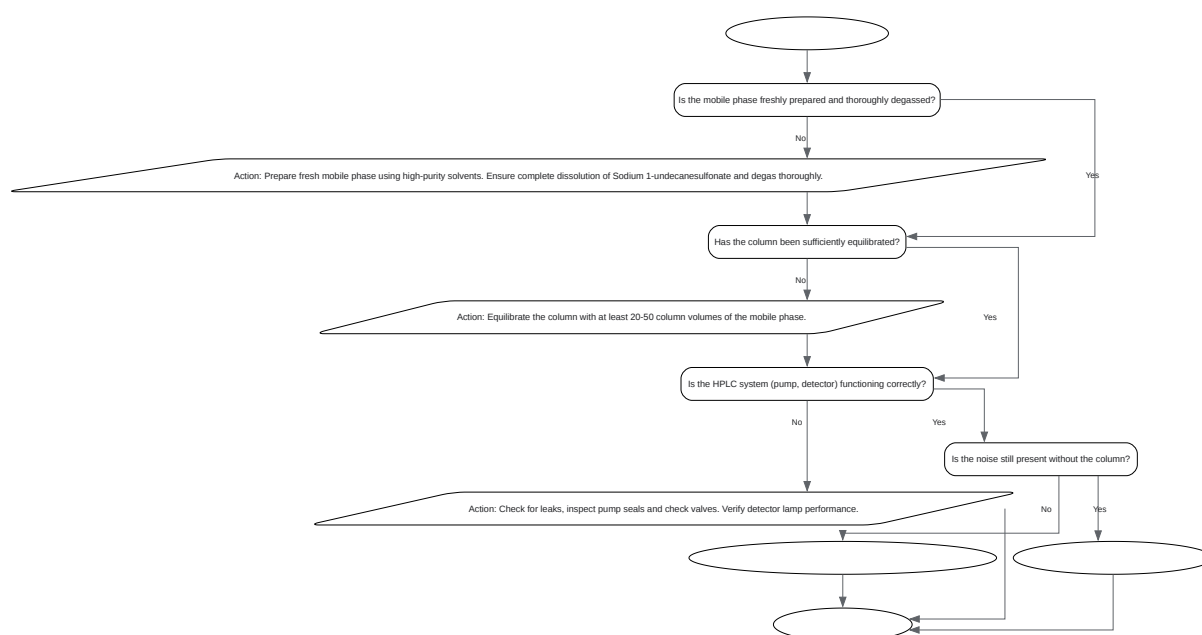 Is the mobile phase freshly prepared and thoroughly degassed?
No
Action: Prepare fresh mobile phase using high-purity solvents. Ensure complete dissolution of Sodium 1-undecanesulfonate and degas thoroughly.
Yes
Has the column been sufficiently equilibrated?
No
Action: Equilibrate the column with at least 20-50 column volumes of the mobile phase.
Yes
Is the HPLC system (pump, detector) functioning correctly?
No
Yes
Is the noise still present without the column?
Action: Check for leaks, inspect pump seals and check valves. Verify detector lamp performance.
No
Yes